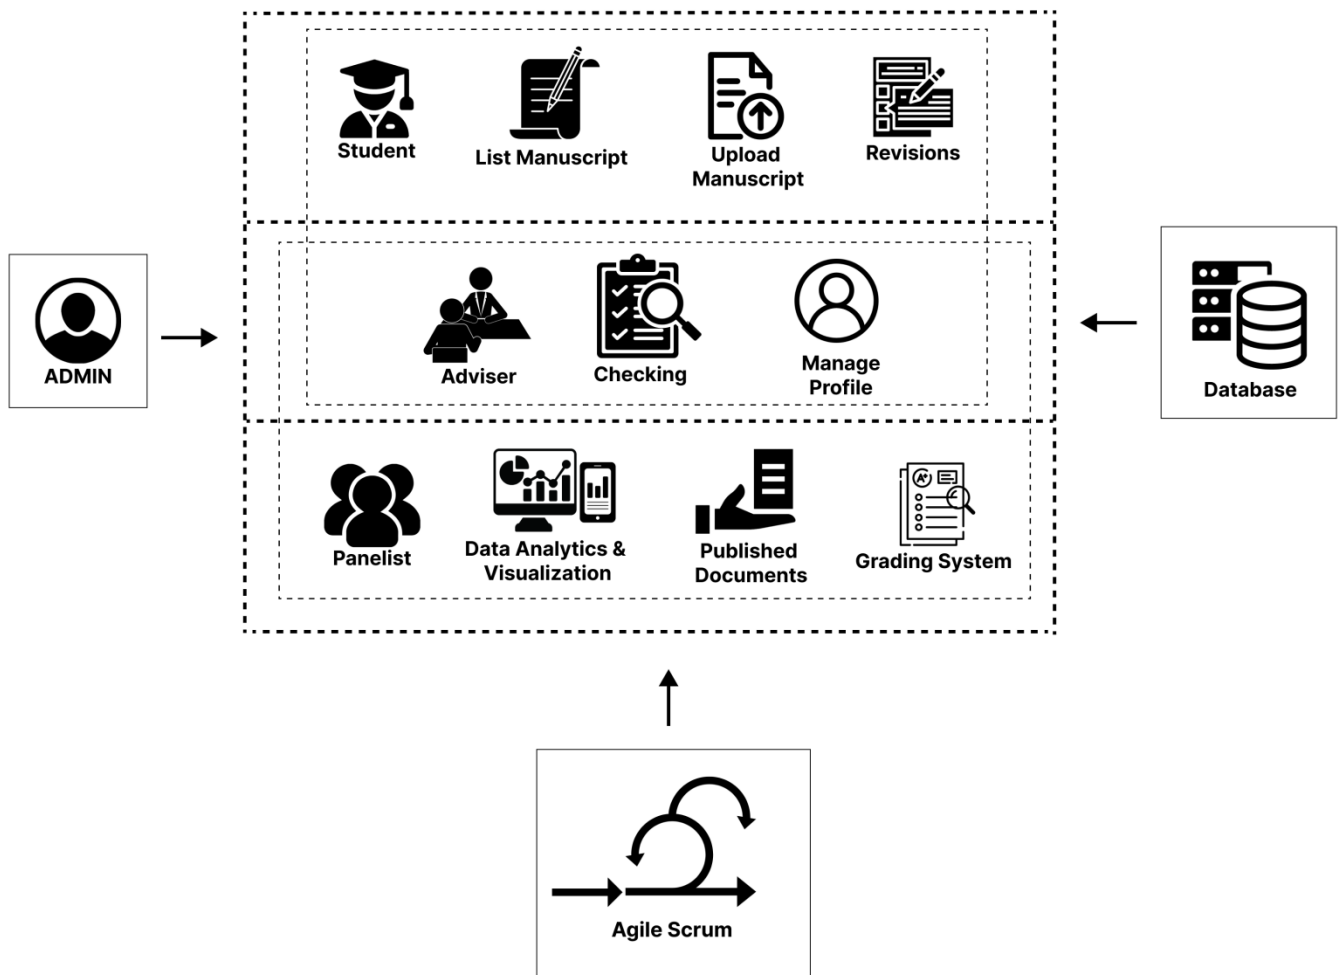 Student
List Manuscript
Upload
Manuscript
Revisions
ADMIN
Adviser
Checking
Manage
Profile
Database
Panelist
Data Analytics &
Visualization
Published
Documents
A+
Grading System
Agile Scrum